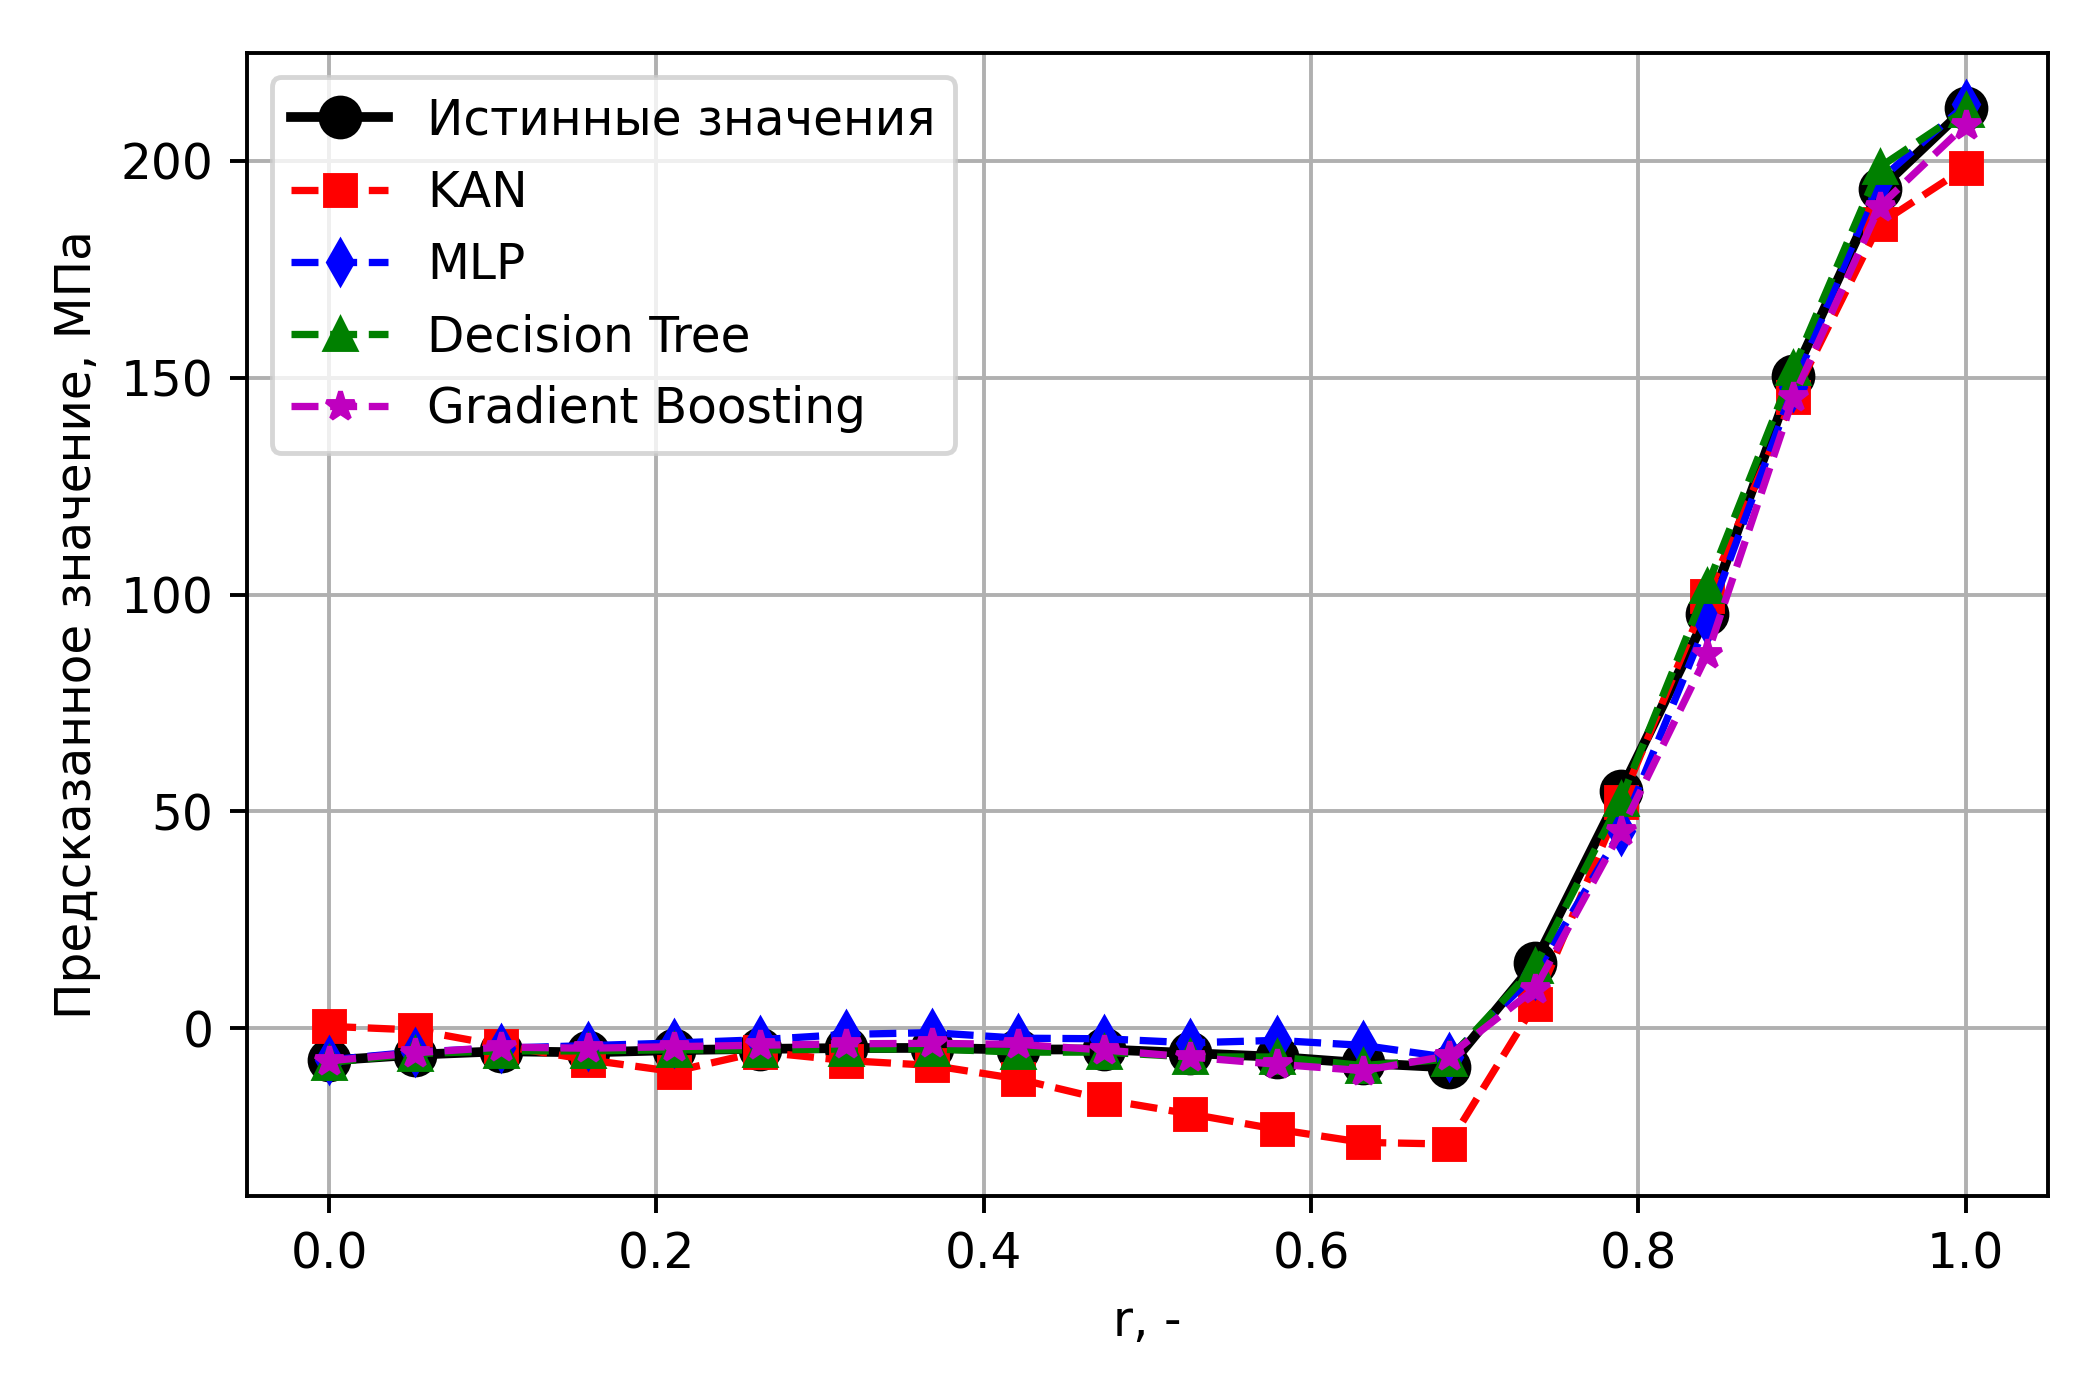 Истинные значения
KAN
MLP
Decision Tree
Gradient Boosting
Предсказанное значение, МПа
200
150
100
50
0
0.0 0.2 0.4 0.6 0.8 1.0
r, -